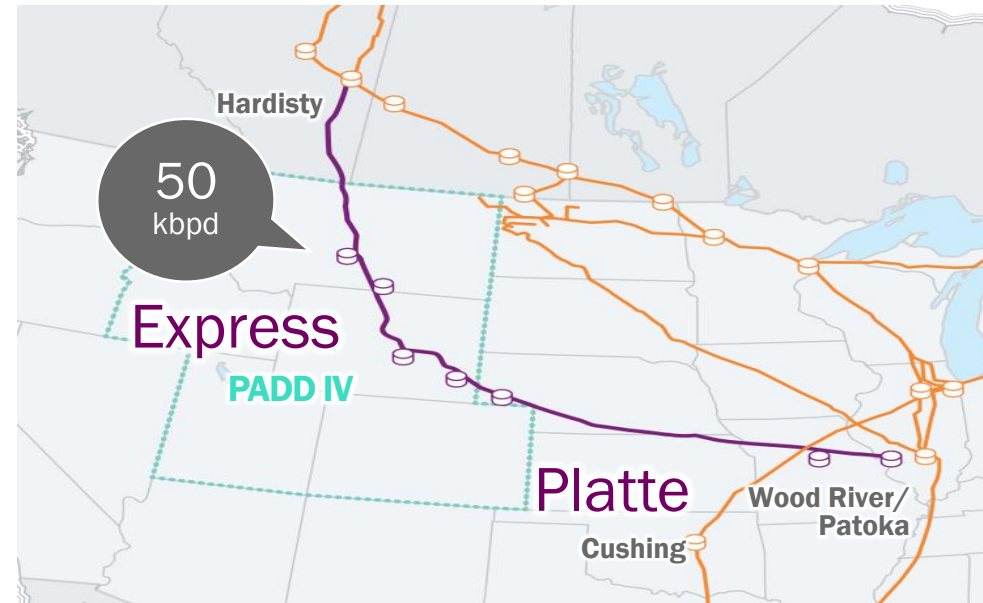 Hardisty
50
kbpd
Express
PADD IV
Platte
Wood River/
Patoka
Cushing